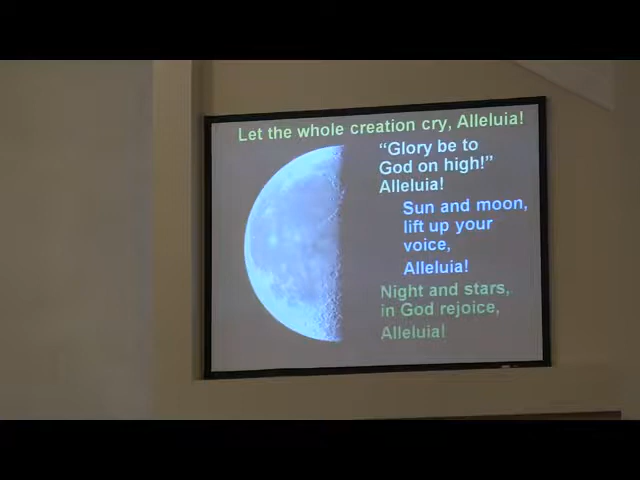 Let the whole creation cry, Alleluia!
“Glory be to
God on high!”
Alleluia!
Sun and moon,
lift up your
voice,
Alleluia!
Night and stars,
in God rejoice,
Alleluia!